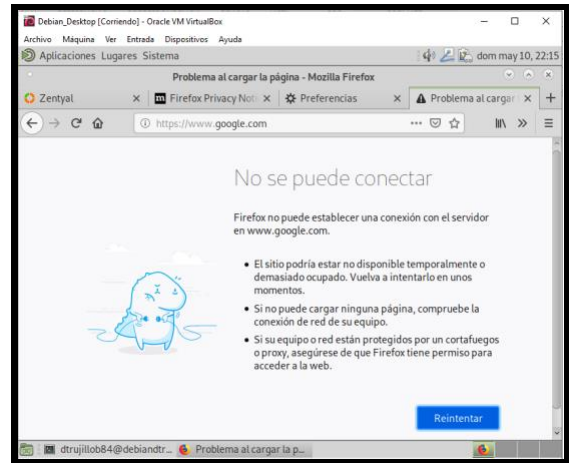 Debian_Desktop [Corriendo] - Oracle VM VirtualBox
Archivo Máquina Ver Entrada Dispositivos Ayuda
Aplicaciones Lugares Sistema dom may 10, 22:15
Problema al cargar la página - Mozilla Firefox
Zentyal Firefox Privacy Not Preferencias Problema al cargar
https://www.google.com
No se puede conectar
Firefox no puede establecer una conexión con el servidor
en www.google.com.
El sitio podría estar no disponible temporalmente o
demasiado ocupado. Vuelva a intentarlo en unos
momentos.
Si no puede cargar ninguna página, compruebe la
conexión de red de su equipo.
Si su equipo o red están protegidos por un cortafuegos
o proxy, asegúrese de que Firefox tiene permiso para
acceder a la web.
Reintentar
dtrujillob84@debiandtr... Problema al cargar la p...